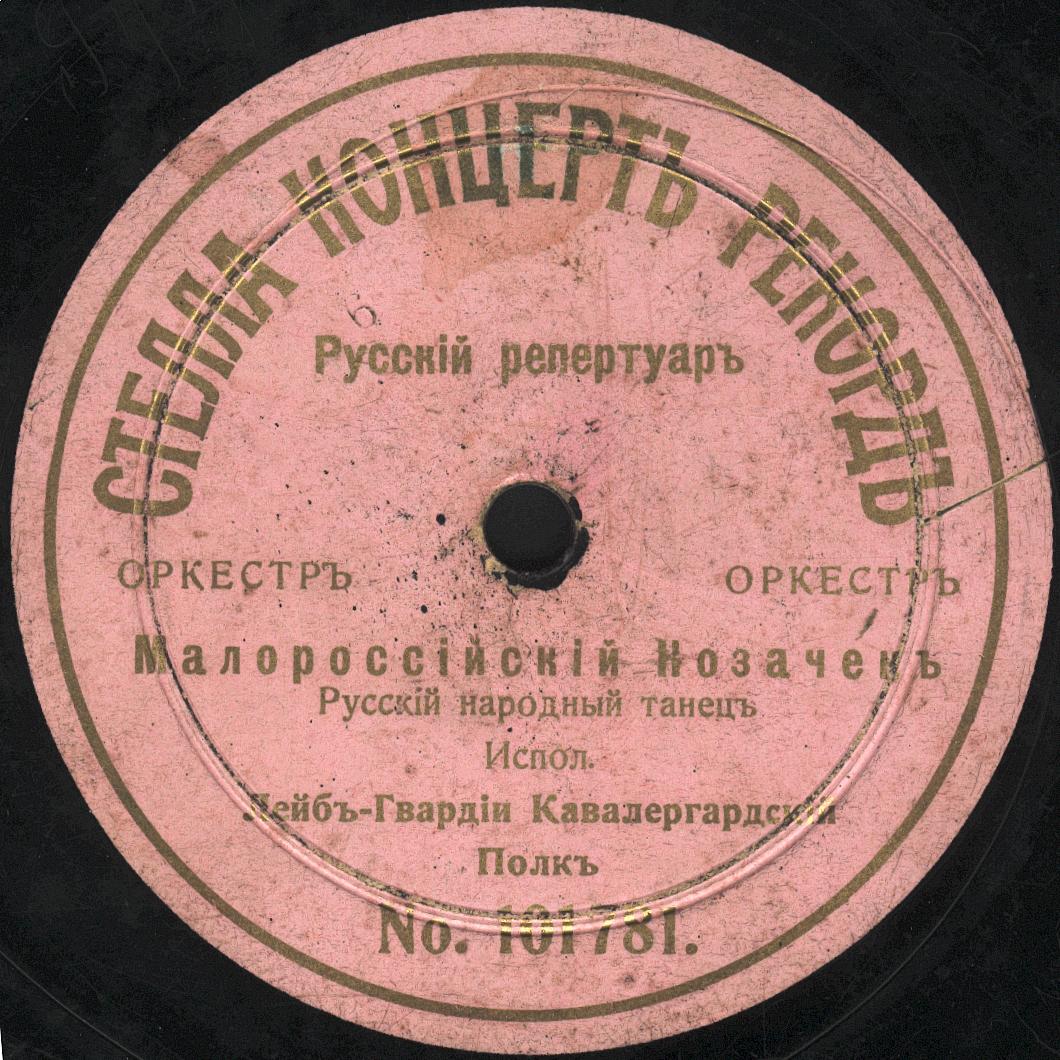 СТЕЛЛА КОНЦЕРТЪ РЕКОРДЪ
Русскій репертуаръ
ОРКЕСТРЪ ОРКЕСТРЪ
Малороссійскій Козачекъ
Русскій народный танецъ
Испол.
Лейбъ-Гвардіи Кавалергардскій
Полкъ
No. 101781.